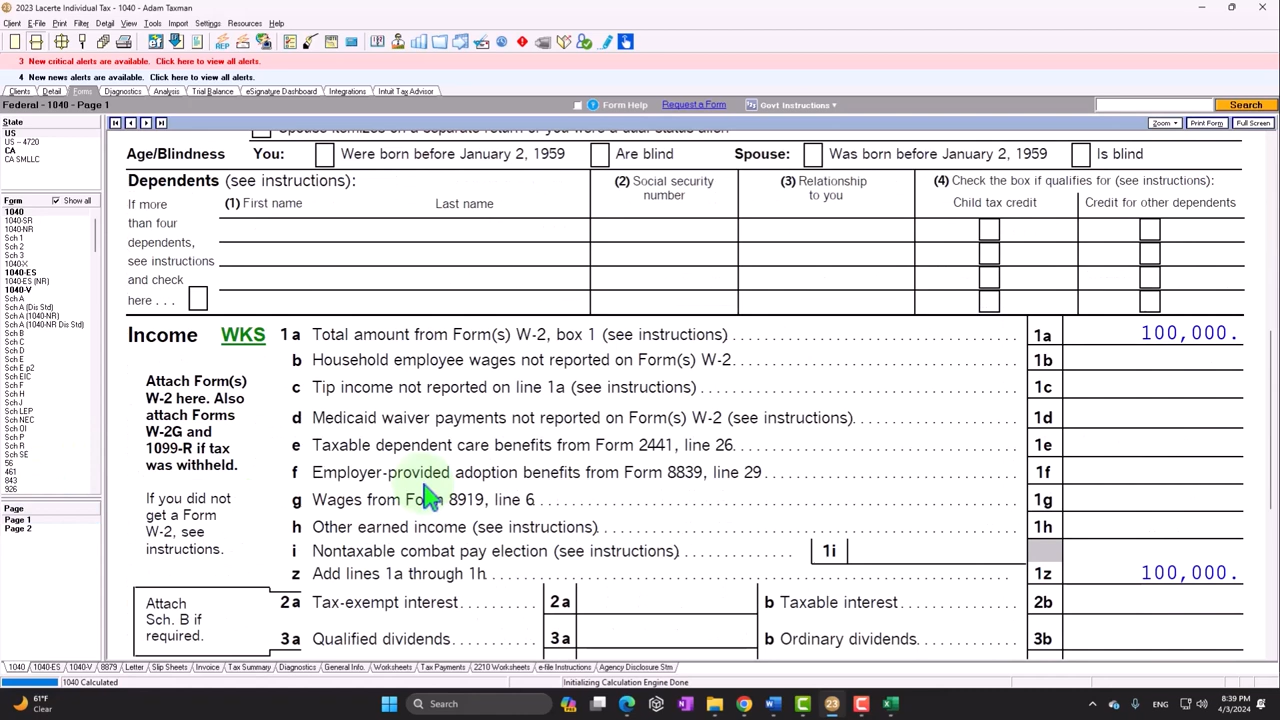 2023 Lacerte Individual Tax - 1040 - Adam Taxman
Client E-File Print Filter Detail View Tools Import Settings Resources Help
REP
3 New critical alerts are available. Click here to view all alerts.
4 New news alerts are available. Click here to view all alerts.
Clients Detail Forms Diagnostics Analysis Trial Balance eSignature Dashboard Integrations Intuit Tax Advisor
Federal - 1040 - Page 1 Form Help Request a Form Govt Instructions Search
State
US
US - 4720
CA
CA SMLLC
Form Show all
1040
1040-SR
1040-NR
Sch 1
Sch 2
Sch 3
1040-X
1040-ES
1040-ES (NR)
1040-V
Sch A
Sch A (Dis Std)
Sch A (1040-NR)
Sch A (1040-NR Dis Std)
Sch B
Sch C
Sch D
Sch E
Sch E p2
Sch EIC
Sch F
Sch H
Sch J
Sch LEP
Sch NEC
Sch OI
Sch P
Sch R
Sch SE
56
461
843
926
Page
Page 1
Page 2
Zoom Print Form Full Screen
Spouse itemizes on a separate return or you were a dual status alien
Age/Blindness You: Were born before January 2, 1959 Are blind Spouse: Was born before January 2, 1959 Is blind
Dependents (see instructions): (2) Social security number (3) Relationship to you (4) Check the box if qualifies for (see instructions):
(1) First name Last name Child tax credit Credit for other dependents
If more
than four
dependents,
see instructions
and check
here . . .
Income WKS 1a Total amount from Form(s) W-2, box 1 (see instructions) 1a 100,000.
b Household employee wages not reported on Form(s) W-2 1b
c Tip income not reported on line 1a (see instructions) 1c
d Medicaid waiver payments not reported on Form(s) W-2 (see instructions) 1d
e Taxable dependent care benefits from Form 2441, line 26 1e
f Employer-provided adoption benefits from Form 8839, line 29 1f
g Wages from Form 8919, line 6 1g
h Other earned income (see instructions) 1h
i Nontaxable combat pay election (see instructions) 1i
z Add lines 1a through 1h 1z 100,000.
Attach Form(s)
W-2 here. Also
attach Forms
W-2G and
1099-R if tax
was withheld.
If you did not
get a Form
W-2, see
instructions.
Attach
Sch. B if
required.
2a Tax-exempt interest 2a b Taxable interest 2b
3a Qualified dividends 3a b Ordinary dividends 3b
1040 1040-ES 1040-V 8879 Letter Slip Sheets Invoice Tax Summary Diagnostics General Info. Worksheets Tax Payments 2210 Worksheets e-file Instructions Agency Disclosure Stm
1040 Calculated Initializing Calculation Engine Done
61°F
Clear
Search
23
ENG
8:39 PM
4/3/2024